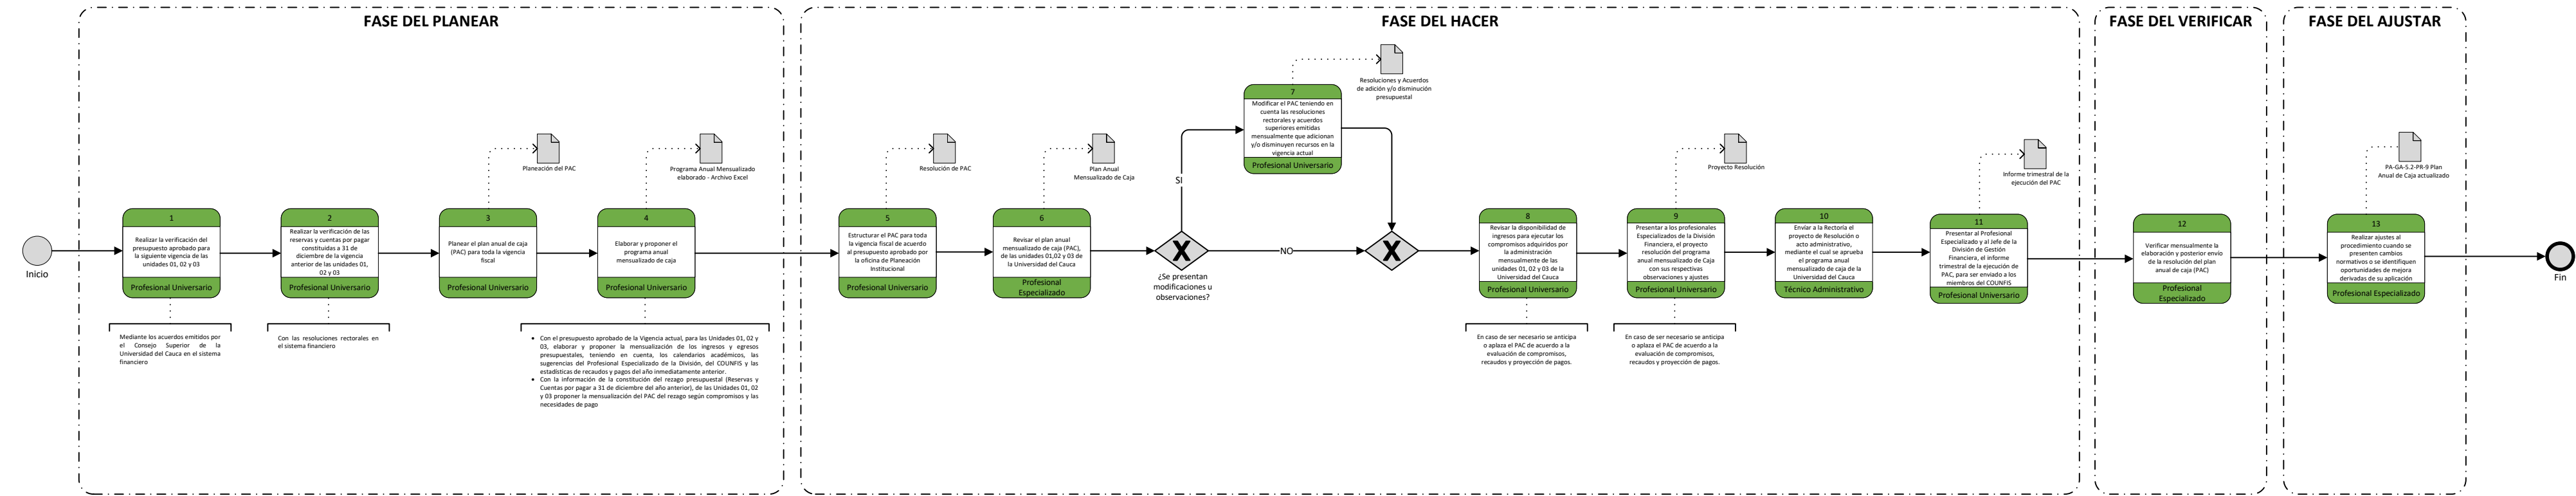 FASE DEL PLANEAR
Inicio
1
Realizar la verificación del
presupuesto aprobado para
la siguiente vigencia de las
unidades 01, 02 y 03
Profesional Universario
Mediante los acuerdos emitidos por
el Consejo Superior de la
Universidad del Cauca en el sistema
financiero
2
Realizar la verificación de las
reservas y cuentas por pagar
constituidas a 31 de
diciembre de la vigencia
anterior de las unidades 01,
02 y 03
Profesional Universario
Con las resoluciones rectorales en
el sistema financiero
Planeación del PAC
3
Planear el plan anual de caja
(PAC) para toda la vigencia
fiscal
Profesional Universario
Programa Anual Mensualizado
elaborado - Archivo Excel
4
Elaborar y proponer el
programa anual
mensualizado de caja
Profesional Universario
• Con el presupuesto aprobado de la Vigencia actual, para las Unidades 01, 02 y
03, elaborar y proponer la mensualización de los ingresos y egresos
presupuestales, teniendo en cuenta, los calendarios académicos, las
sugerencias del Profesional Especializado de la División, del COUNFIS y las
estadísticas de recaudos y pagos del año inmediatamente anterior.
• Con la información de la constitución del rezago presupuestal (Reservas y
Cuentas por pagar a 31 de diciembre del año anterior), de las Unidades 01, 02
y 03 proponer la mensualización del PAC del rezago según compromisos y las
necesidades de pago
FASE DEL HACER
Resolución de PAC
5
Estructurar el PAC para toda
la vigencia fiscal de acuerdo
al presupuesto aprobado por
la oficina de Planeación
Institucional
Profesional Universario
Plan Anual
Mensualizado de Caja
6
Revisar el plan anual
mensualizado de caja (PAC),
de las unidades 01,02 y 03 de
la Universidad del Cauca
Profesional
Especializado
X
¿Se presentan
modificaciones u
observaciones?
SI
NO
Resoluciones y Acuerdos
de adición y/o disminución
presupuestal
7
Modificar el PAC teniendo en
cuenta las resoluciones
rectorales y acuerdos
superiores emitidas
mensualmente que adicionan
y/o disminuyen recursos en la
vigencia actual
Profesional Universario
X
8
Revisar la disponibilidad de
ingresos para ejecutar los
compromisos adquiridos por
la administración
mensualmente de las
unidades 01, 02 y 03 de la
Universidad del Cauca
Profesional Universario
En caso de ser necesario se anticipa
o aplaza el PAC de acuerdo a la
evaluación de compromisos,
recaudos y proyección de pagos.
Proyecto Resolución
9
Presentar a los profesionales
Especializados de la División
Financiera, el proyecto
resolución del programa
anual mensualizado de Caja
con sus respectivas
observaciones y ajustes
Profesional Universario
En caso de ser necesario se anticipa
o aplaza el PAC de acuerdo a la
evaluación de compromisos,
recaudos y proyección de pagos.
10
Envíar a la Rectoría el
proyecto de Resolución o
acto administrativo,
mediante el cual se aprueba
el programa anual
mensualizado de caja de la
Universidad del Cauca
Técnico Administrativo
Informe trimestral de la
ejecución del PAC
11
Presentar al Profesional
Especializado y al Jefe de la
División de Gestión
Financiera, el informe
trimestral de la ejecución de
PAC, para ser enviado a los
miembros del COUNFIS
Profesional Universario
FASE DEL VERIFICAR
12
Verificar mensualmente la
elaboración y posterior envío
de la resolución del plan
anual de caja (PAC)
Profesional
Especializado
FASE DEL AJUSTAR
PA-GA-5.2-PR-9 Plan
Anual de Caja actualizado
13
Realizar ajustes al
procedimiento cuando se
presenten cambios
normativos o se identifiquen
oportunidades de mejora
derivadas de su aplicación
Profesional Especializado
Fin